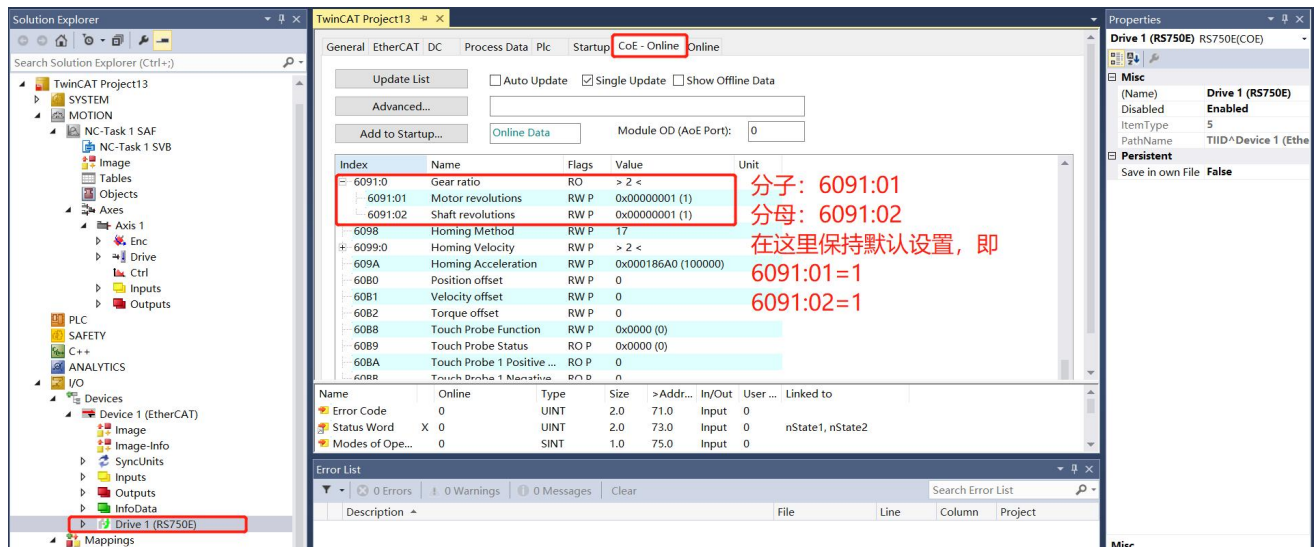 Solution Explorer
Search Solution Explorer (Ctrl+;)
TwinCAT Project13
SYSTEM
MOTION
NC-Task 1 SAF
NC-Task 1 SVB
Image
Tables
Objects
Axes
Axis 1
Enc
Drive
Ctrl
Inputs
Outputs
PLC
SAFETY
C++
ANALYTICS
I/O
Devices
Device 1 (EtherCAT)
Image
Image-Info
SyncUnits
Inputs
Outputs
InfoData
Drive 1 (RS750E)
Mappings
TwinCAT Project13
General EtherCAT DC Process Data Plc Startup CoE - Online Online
Update List Auto Update Single Update Show Offline Data
Advanced...
Add to Startup... Online Data Module OD (AoE Port): 0
Index Name Flags Value Unit
6091:0 Gear ratio RO > 2 <
6091:01 Motor revolutions RW P 0x00000001 (1)
6091:02 Shaft revolutions RW P 0x00000001 (1)
6098 Homing Method RW P 17
6099:0 Homing Velocity RW P > 2 <
609A Homing Acceleration RW P 0x000186A0 (100000)
60B0 Position offset RW P 0
60B1 Velocity offset RW P 0
60B2 Torque offset RW P 0
60B8 Touch Probe Function RW P 0x0000 (0)
60B9 Touch Probe Status RO P 0x0000 (0)
60BA Touch Probe 1 Positive ... RO P 0
60BB Touch Probe 1 Negative RO P 0
分子：6091:01
分母：6091:02
在这里保持默认设置，即
6091:01=1
6091:02=1
Name Online Type Size >Addr... In/Out User ... Linked to
Error Code 0 UINT 2.0 71.0 Input 0
Status Word X 0 UINT 2.0 73.0 Input 0 nState1, nState2
Modes of Ope... 0 SINT 1.0 75.0 Input 0
Error List
0 Errors 0 Warnings 0 Messages Clear Search Error List
Description File Line Column Project
Properties
Drive 1 (RS750E) RS750E(COE)
Misc
(Name) Drive 1 (RS750E)
Disabled Enabled
ItemType 5
PathName TIID^Device 1 (Ethe
Persistent
Save in own File False
Misc